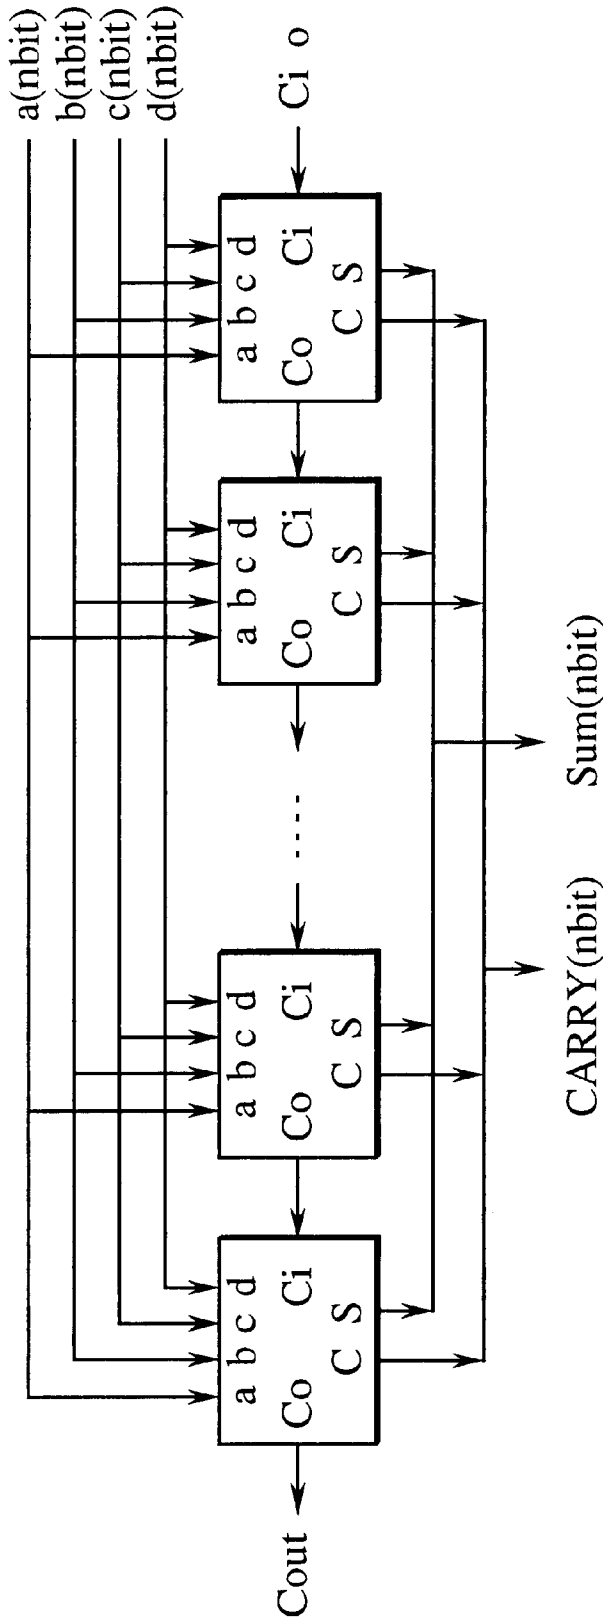 a(nbit)
b(nbit)
c(nbit)
d(nbit)
a b c d
a b c d
a b c d
a b c d
Cout
Co Ci
Co Ci
.....
Co Ci
Co Ci
Ci o
C S
C S
C S
C S
CARRY(nbit)
Sum(nbit)